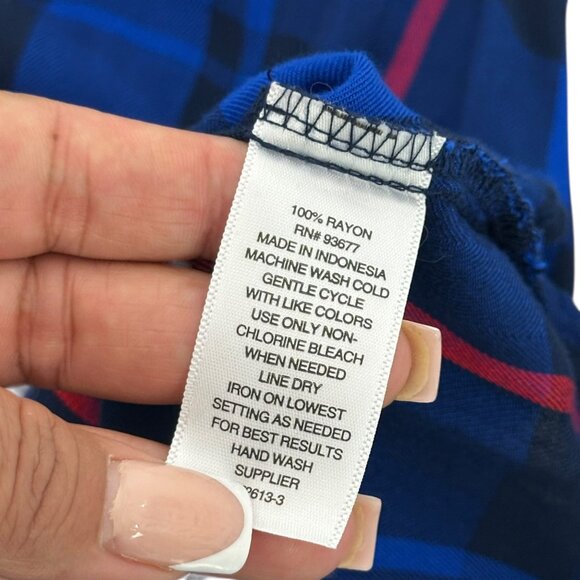 100% RAYON
RN# 93677
MADE IN INDONESIA
MACHINE WASH COLD
GENTLE CYCLE
WITH LIKE COLORS
USE ONLY NON-
CHLORINE BLEACH
WHEN NEEDED
LINE DRY
IRON ON LOWEST
SETTING AS NEEDED
FOR BEST RESULTS
HAND WASH
SUPPLIER